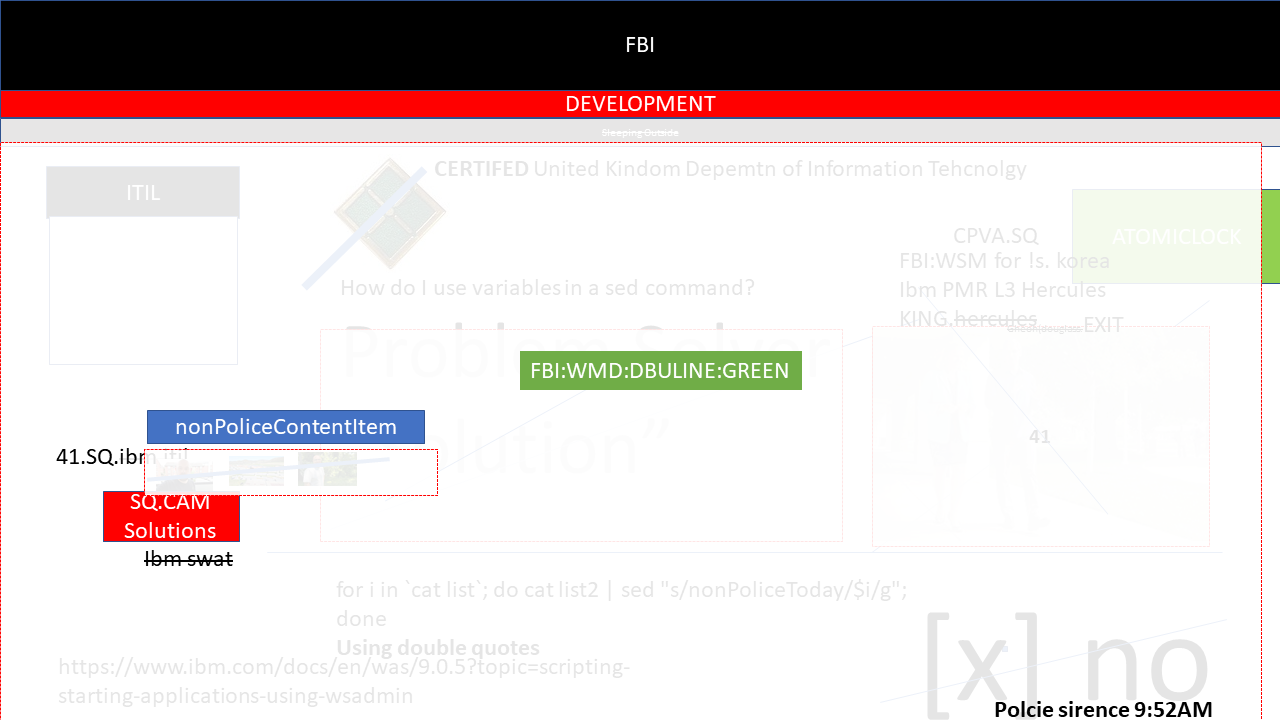 FBI
DEVELOPMENT
Sleeping Outside
ITIL
CERTIFED United Kindom Depemtn of Information Tehcnolgy
CPVA.SQ
ATOMICLOCK
FBI:WSM for !s. korea
Ibm PMR L3 Hercules
KING.hercules
EXIT
How do I use variables in a sed command?
Problem Solver
FBI:WMD:DBULINE:GREEN
nonPoliceContentItem
olution”
41
41.SQ.ibm itil
SQ.CAM
Solutions
Ibm swat
for i in `cat list`; do cat list2 | sed "s/nonPoliceToday/$i/g";
done
Using double quotes
https://www.ibm.com/docs/en/was/9.0.5?topic=scripting-
starting-applications-using-wsadmin
[x] no
Polcie sirence 9:52AM